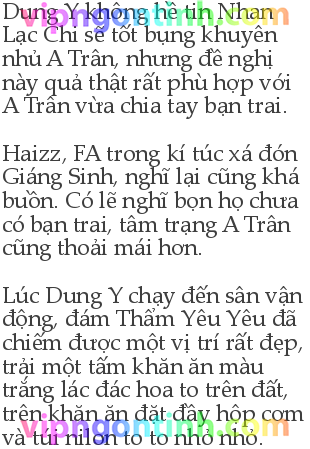 Dung Y không hề tin Nhan
Lạc Chi sẽ tốt bụng khuyên
nhủ A Trân, nhưng đề nghị
này quả thật rất phù hợp với
A Trân vừa chia tay bạn trai.
Haizz, FA trong kí túc xá đón
Giáng Sinh, nghĩ lại cũng khá
buồn. Có lẽ nghĩ bọn họ chưa
có bạn trai, tâm trạng A Trân
cũng thoải mái hơn.
Lúc Dung Y chạy đến sân vận
động, đám Thẩm Yêu Yêu đã
chiếm được một vị trí rất đẹp,
trải một tấm khăn ăn màu
trắng lác đác hoa to trên đất,
trên khăn ăn đặt đầy hộp cơm
và túi nilon to to nhỏ nhỏ.
vipngontinh.com
vipngontinh.com